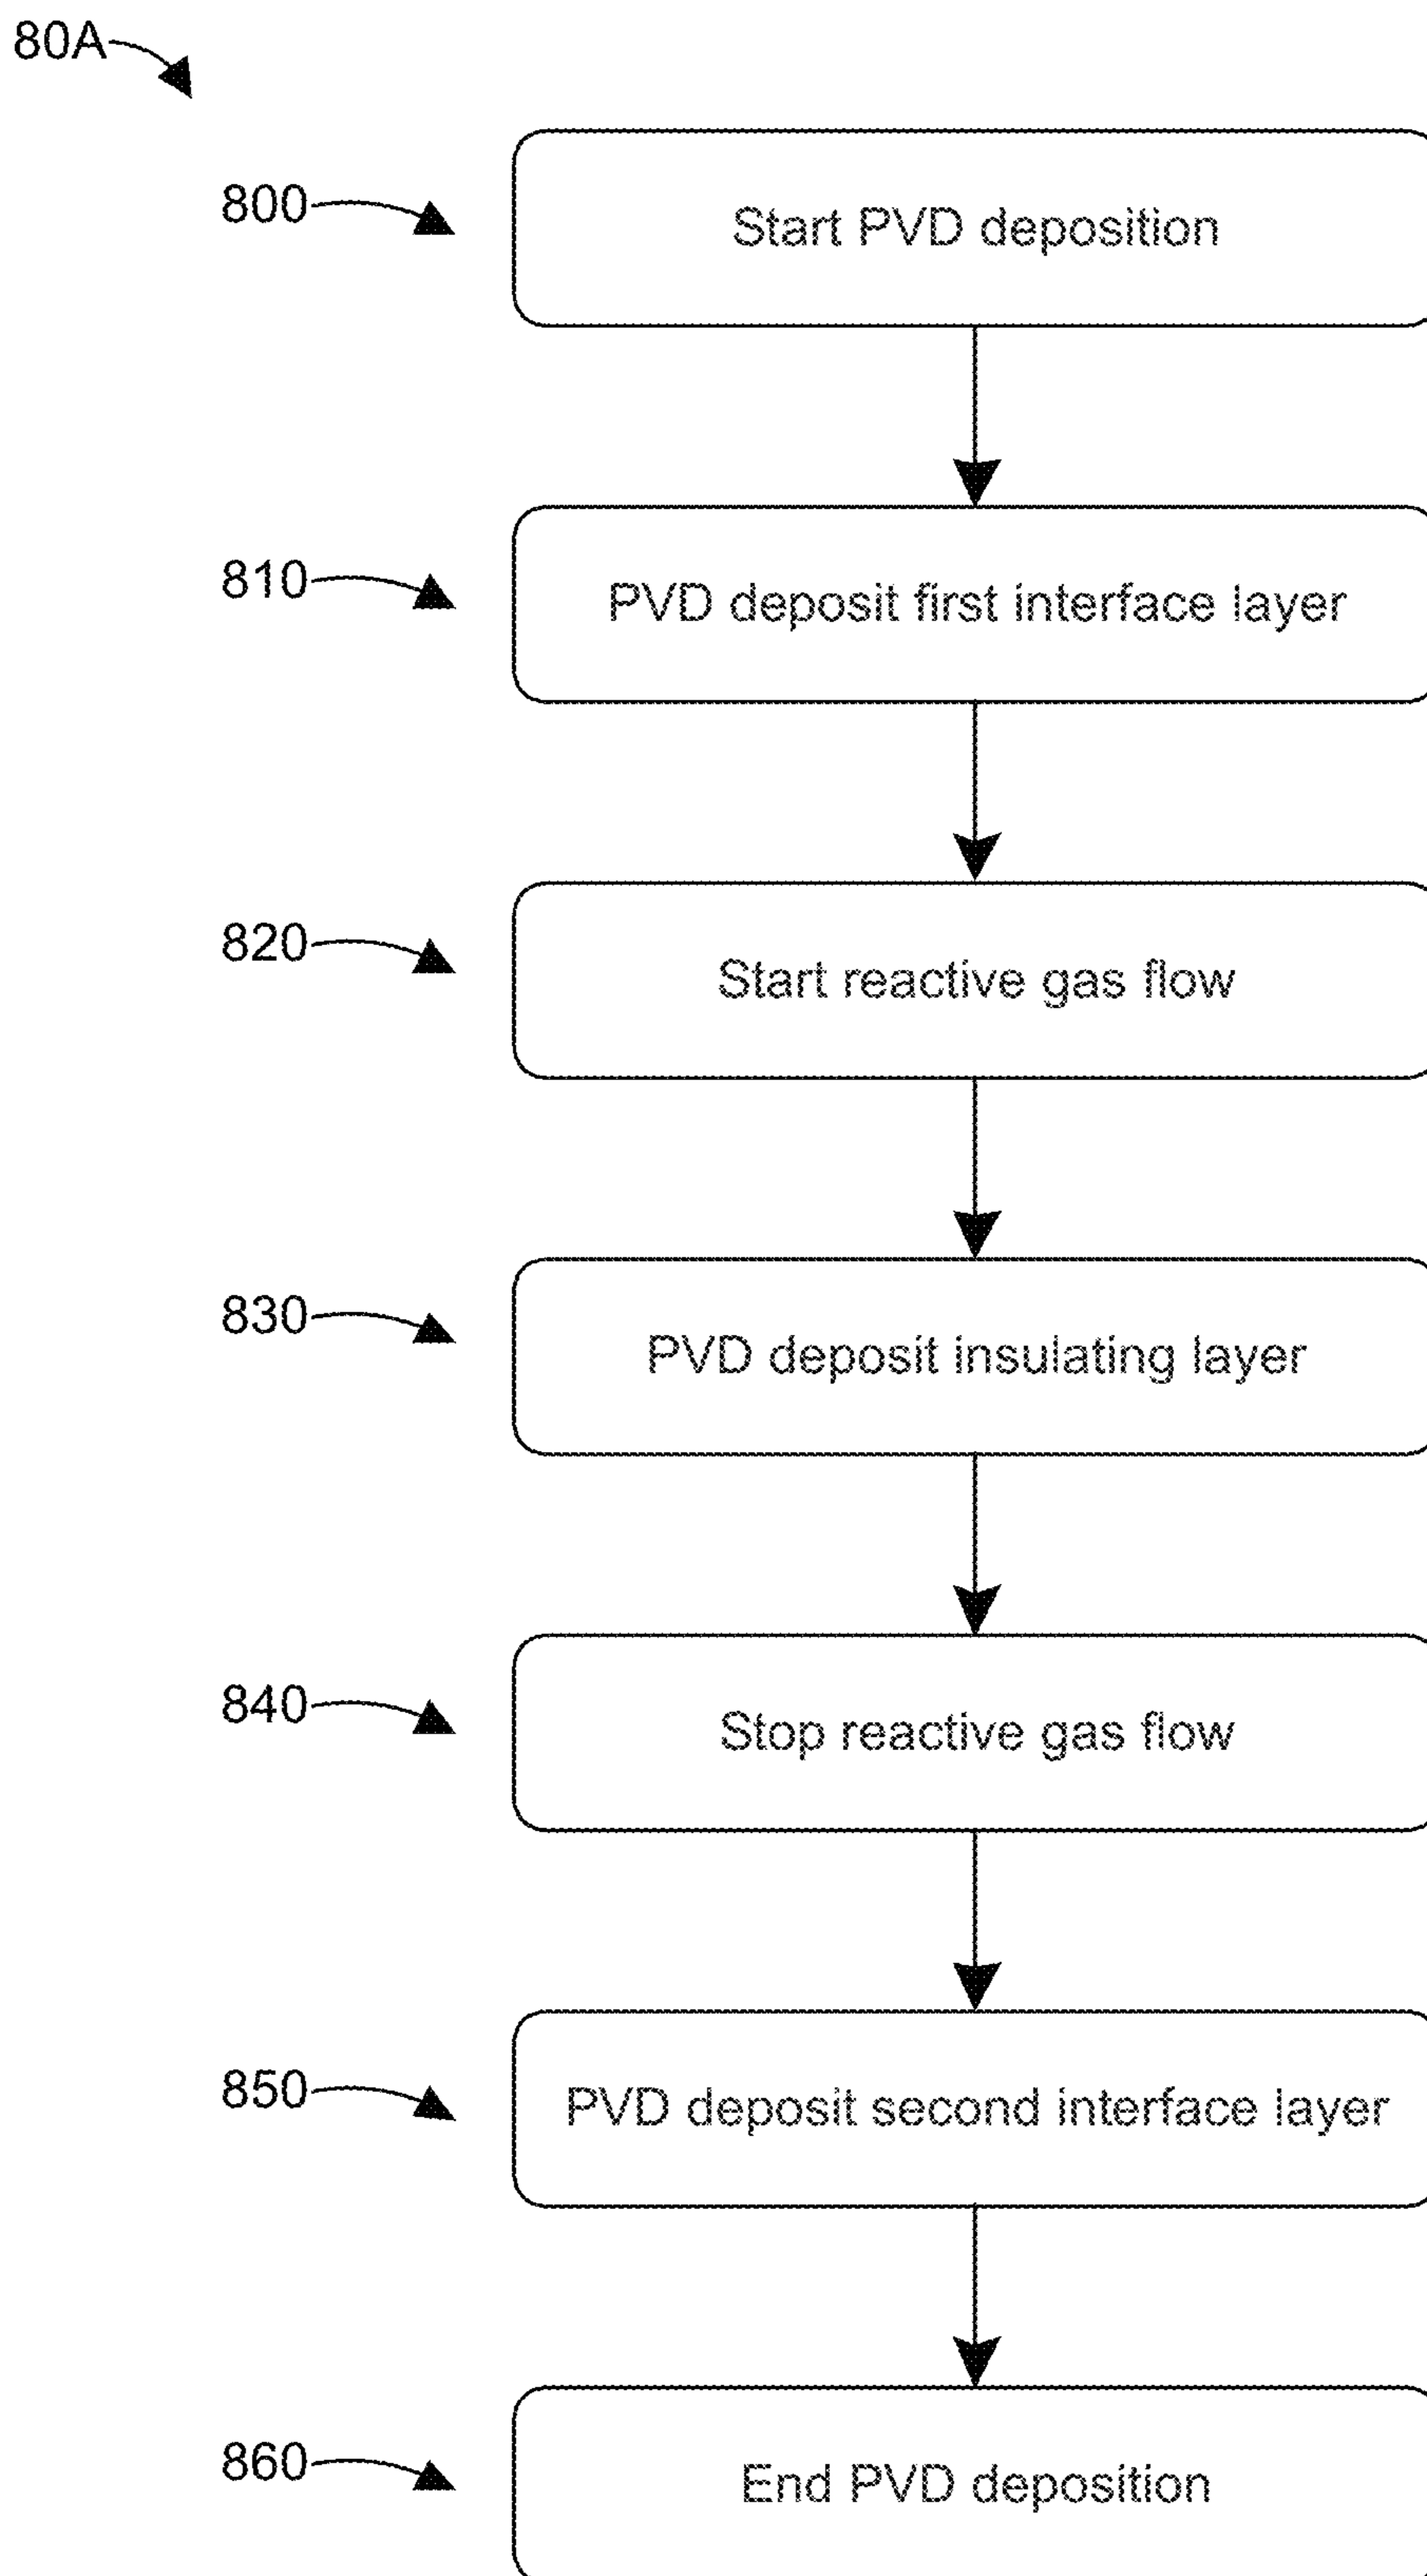 80A
800
Start PVD deposition
810
PVD deposit first interface layer
820
Start reactive gas flow
830
PVD deposit insulating layer
840
Stop reactive gas flow
850
PVD deposit second interface layer
860
End PVD deposition